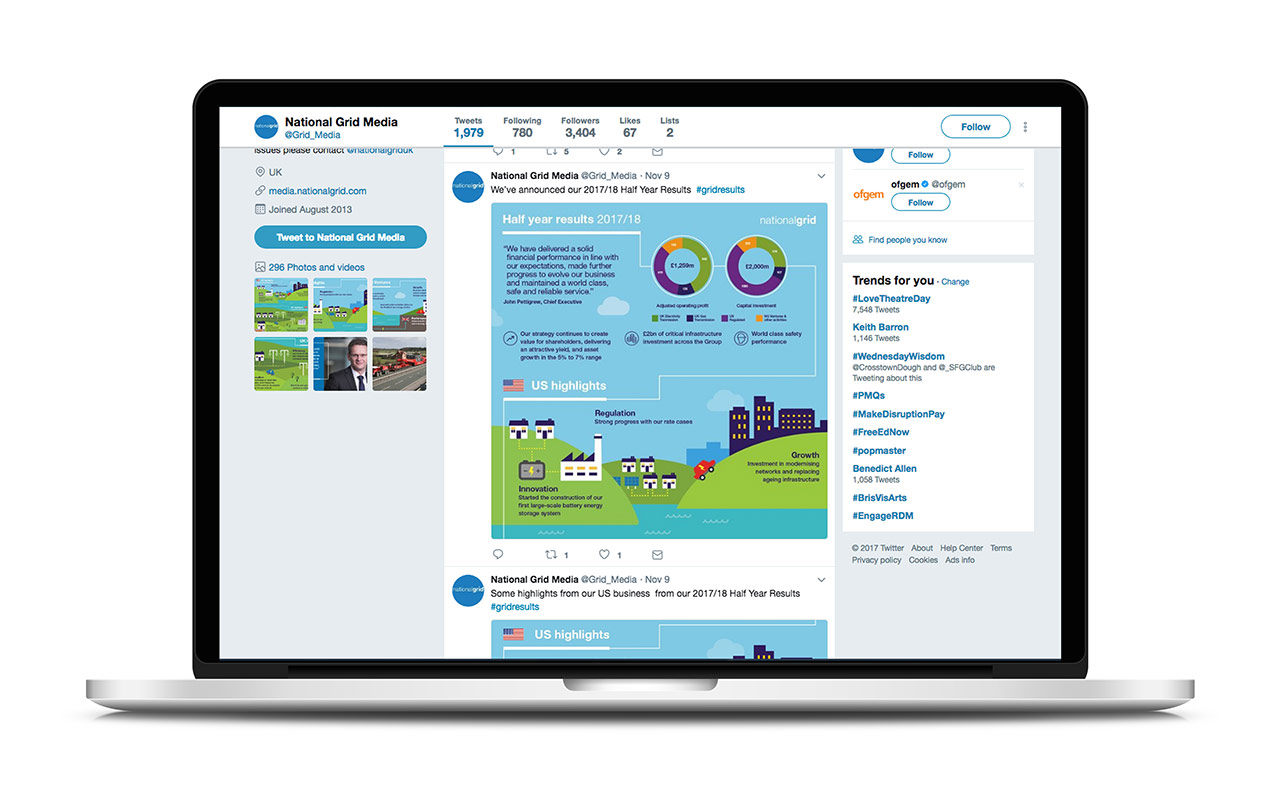 National Grid Media
@Grid_Media
Tweets
1,979
Following
780
Followers
3,404
Likes
67
Lists
2
Follow
issues please contact @nationalgriduk
UK
media.nationalgrid.com
Joined August 2013
Tweet to National Grid Media
296 Photos and videos
1
5
2
National Grid Media @Grid_Media · Nov 9
We've announced our 2017/18 Half Year Results #gridresults
Half year results 2017/18
nationalgrid
"We have delivered a solid
financial performance in line with
our expectations, made further
progress to evolve our business
and maintained a world class,
safe and reliable service."
John Pettigrew, Chief Executive
£1,259m
£2,000m
Adjusted operating profit
Capital investment
UK Electricity
Transmission
UK Gas
Transmission
US
Regulated
NG Ventures &
other activities
Our strategy continues to create
value for shareholders, delivering
an attractive yield, and asset
growth in the 5% to 7% range
£2bn of critical infrastructure
investment across the Group
World class safety
performance
US highlights
Regulation
Strong progress with our rate cases
Growth
Investment in modernising
networks and replacing
ageing infrastructure
Innovation
Started the construction of our
first large-scale battery energy
storage system
1
1
National Grid Media @Grid_Media · Nov 9
Some highlights from our US business from our 2017/18 Half Year Results
#gridresults
US highlights
Follow
ofgem
ofgem @ofgem
Follow
Find people you know
Trends for you · Change
#LoveTheatreDay
7,548 Tweets
Keith Barron
1,146 Tweets
#WednesdayWisdom
@CrosstownDough and @_SFGClub are
Tweeting about this
#PMQs
#MakeDisruptionPay
#FreeEdNow
#popmaster
Benedict Allen
1,058 Tweets
#BrisVisArts
#EngageRDM
© 2017 Twitter About Help Center Terms
Privacy policy Cookies Ads info